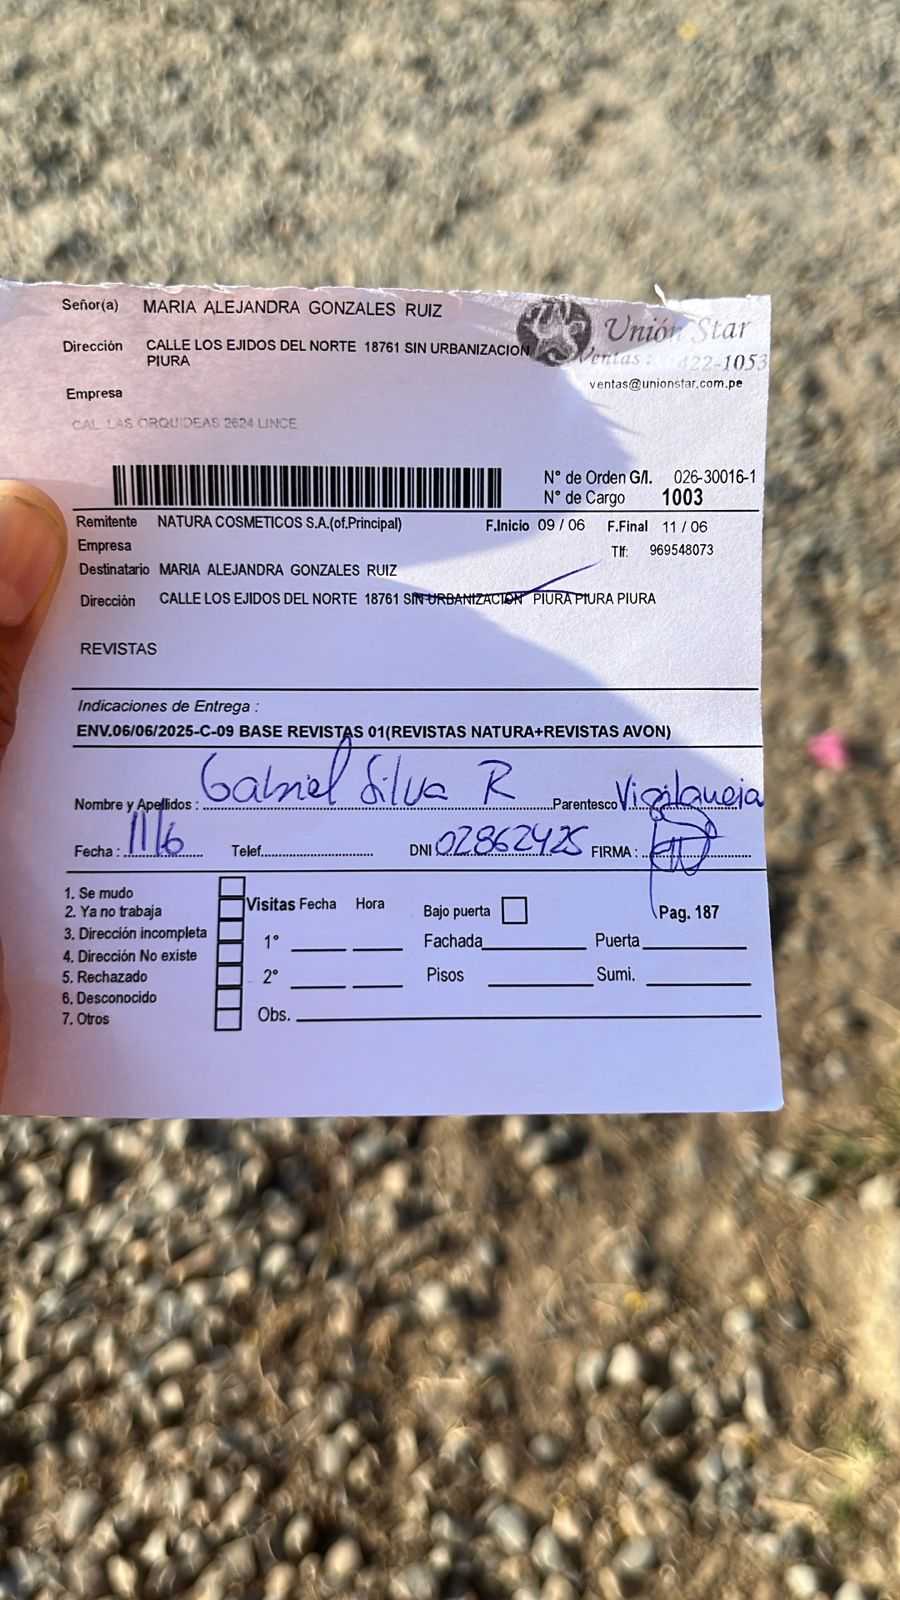 Señor(a) MARIA ALEJANDRA GONZALES RUIZ
Unión Star
Dirección CALLE LOS EJIDOS DEL NORTE 18761 SIN URBANIZACION
PIURA
Ventas : 422-1053
ventas@unionstar.com.pe
Empresa
CAL. LAS ORQUIDEAS 2624 LINCE
N° de Orden G/I. 026-30016-1
N° de Cargo 1003
Remitente NATURA COSMETICOS S.A.(of.Principal) F.Inicio 09 / 06 F.Final 11 / 06
Empresa Tlf: 969548073
Destinatario MARIA ALEJANDRA GONZALES RUIZ
Dirección CALLE LOS EJIDOS DEL NORTE 18761 SIN URBANIZACION PIURA PIURA PIURA
REVISTAS
Indicaciones de Entrega :
ENV.06/06/2025-C-09 BASE REVISTAS 01(REVISTAS NATURA+REVISTAS AVON)
Nombre y Apellidos : Gabriel Silva R Parentesco Vigilancia
Fecha : 11/6 Telef. DNI 02862425 FIRMA :
1. Se mudo
2. Ya no trabaja
3. Dirección incompleta
4. Dirección No existe
5. Rechazado
6. Desconocido
7. Otros
Visitas Fecha Hora
1°
2°
Obs.
Bajo puerta
Pag. 187
Fachada Puerta
Pisos Sumi.